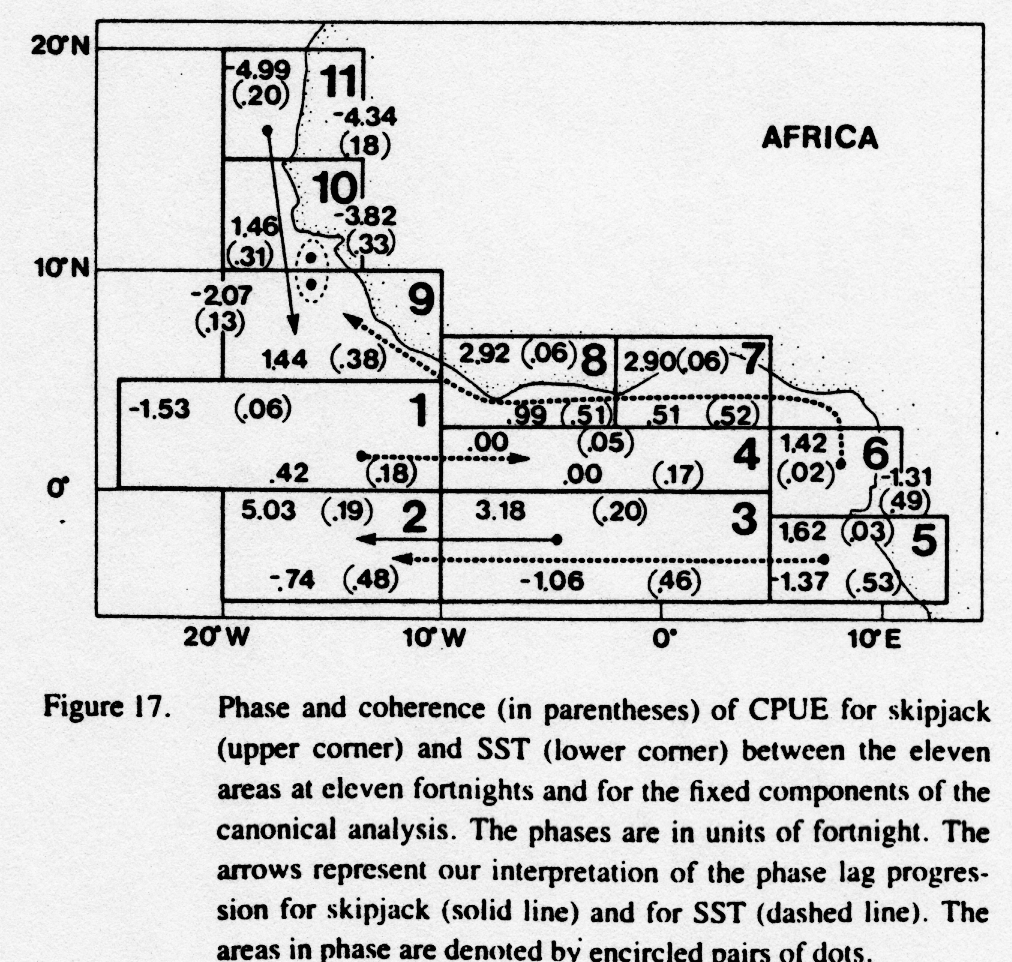 20°N
-4.99
(.20)
11
-4.34
(.18)
AFRICA
10
1.46
(.31)
-3.82
(.33)
10°N
-2.07
(.13)
9
1.44 (.38)
2.92 (.06) 8
2.90(.06) 7
-1.53 (.06) 1
.99 (.51)
.51 (.52)
.42 (.18)
.00 (.05)
.00 (.17)
4
1.42
(.02)
6
-1.31
(.49)
0°
5.03 (.19) 2
3.18 (.20) 3
1.62 (.03) 5
-.74 (.48)
-1.06 (.46)
-1.37 (.53)
20°W 10°W 0° 10°E
Figure 17. Phase and coherence (in parentheses) of CPUE for skipjack
(upper corner) and SST (lower corner) between the eleven
areas at eleven fortnights and for the fixed components of the
canonical analysis. The phases are in units of fortnight. The
arrows represent our interpretation of the phase lag progres-
sion for skipjack (solid line) and for SST (dashed line). The
areas in phase are denoted by encircled pairs of dots.